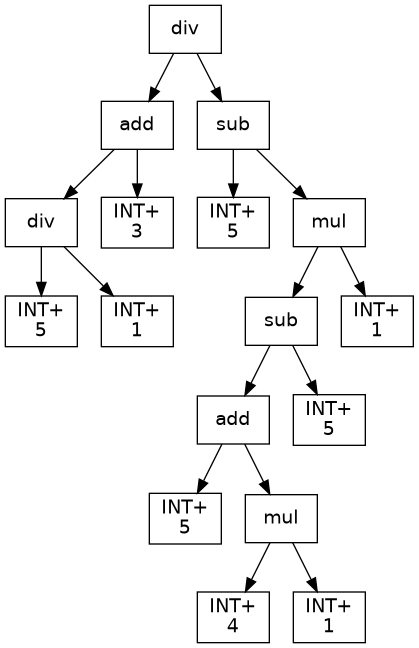 div
add
sub
div
INT+
3
INT+
5
mul
INT+
5
INT+
1
sub
INT+
1
add
INT+
5
INT+
5
mul
INT+
4
INT+
1